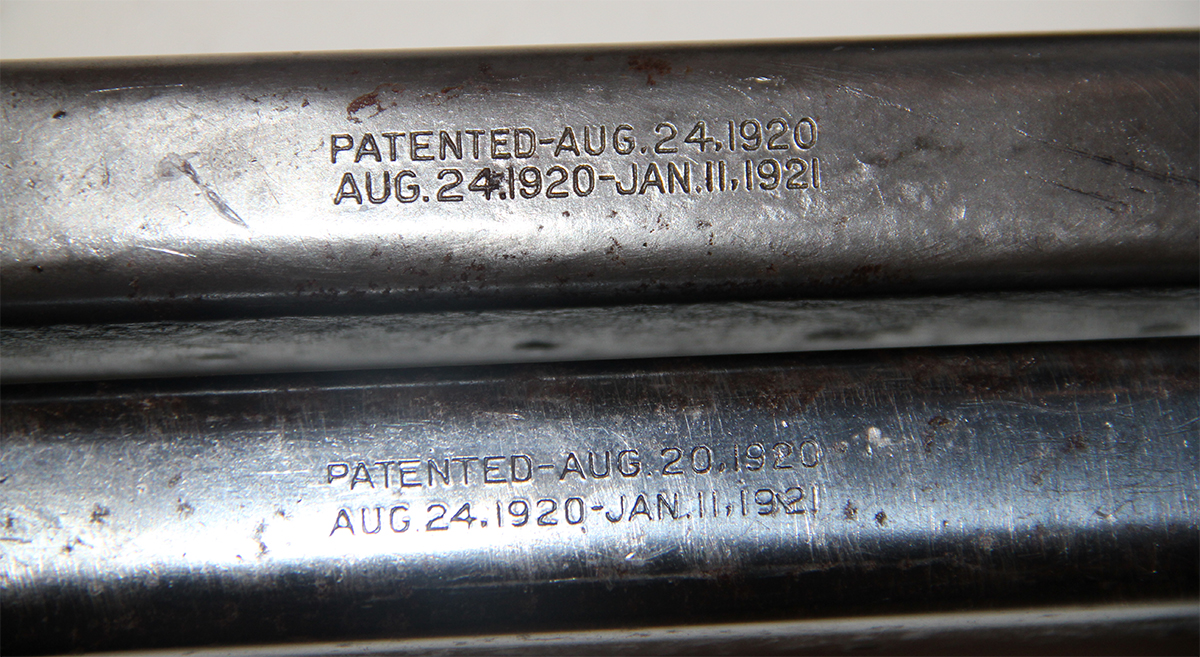 PATENTED-AUG.24,1920
AUG.24.1920-JAN.11,1921
PATENTED-AUG.20,1920
AUG.24.1920-JAN.11,1921